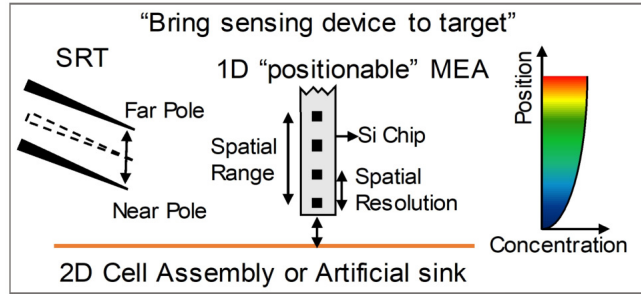 “Bring sensing device to target”
SRT
1D “positionable” MEA
Far Pole
Near Pole
Spatial
Range
Si Chip
Spatial
Resolution
Position
Concentration
2D Cell Assembly or Artificial sink